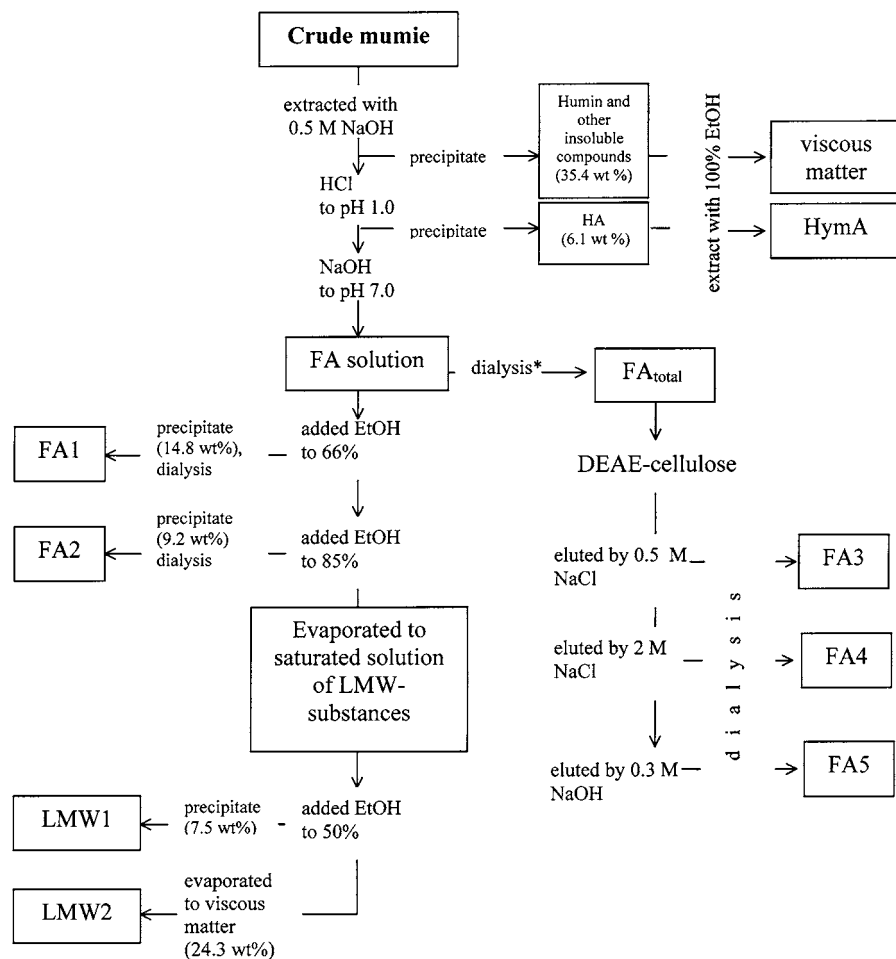 Crude mumie
extracted with
0.5 M NaOH
precipitate
Humin and
other
insoluble
compounds
(35.4 wt %)
extract with 100% EtOH
viscous
matter
HCl
to pH 1.0
precipitate
HA
(6.1 wt %)
HymA
NaOH
to pH 7.0
FA solution
dialysis*
FAtotal
FA1
precipitate
(14.8 wt%),
dialysis
added EtOH
to 66%
FA2
precipitate
(9.2 wt%)
dialysis
added EtOH
to 85%
Evaporated to
saturated solution
of LMW-
substances
LMW1
precipitate
(7.5 wt%)
added EtOH
to 50%
LMW2
evaporated
to viscous
matter
(24.3 wt%)
DEAE-cellulose
eluted by 0.5 M
NaCl
FA3
eluted by 2 M
NaCl
FA4
eluted by 0.3 M
NaOH
FA5
dialysis